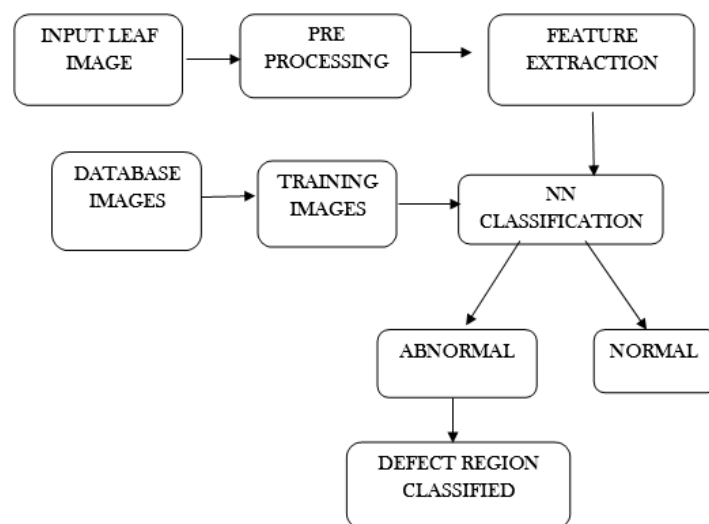 INPUT LEAF
IMAGE
PRE
PROCESSING
FEATURE
EXTRACTION
DATABASE
IMAGES
TRAINING
IMAGES
NN
CLASSIFICATION
ABNORMAL
NORMAL
DEFECT REGION
CLASSIFIED